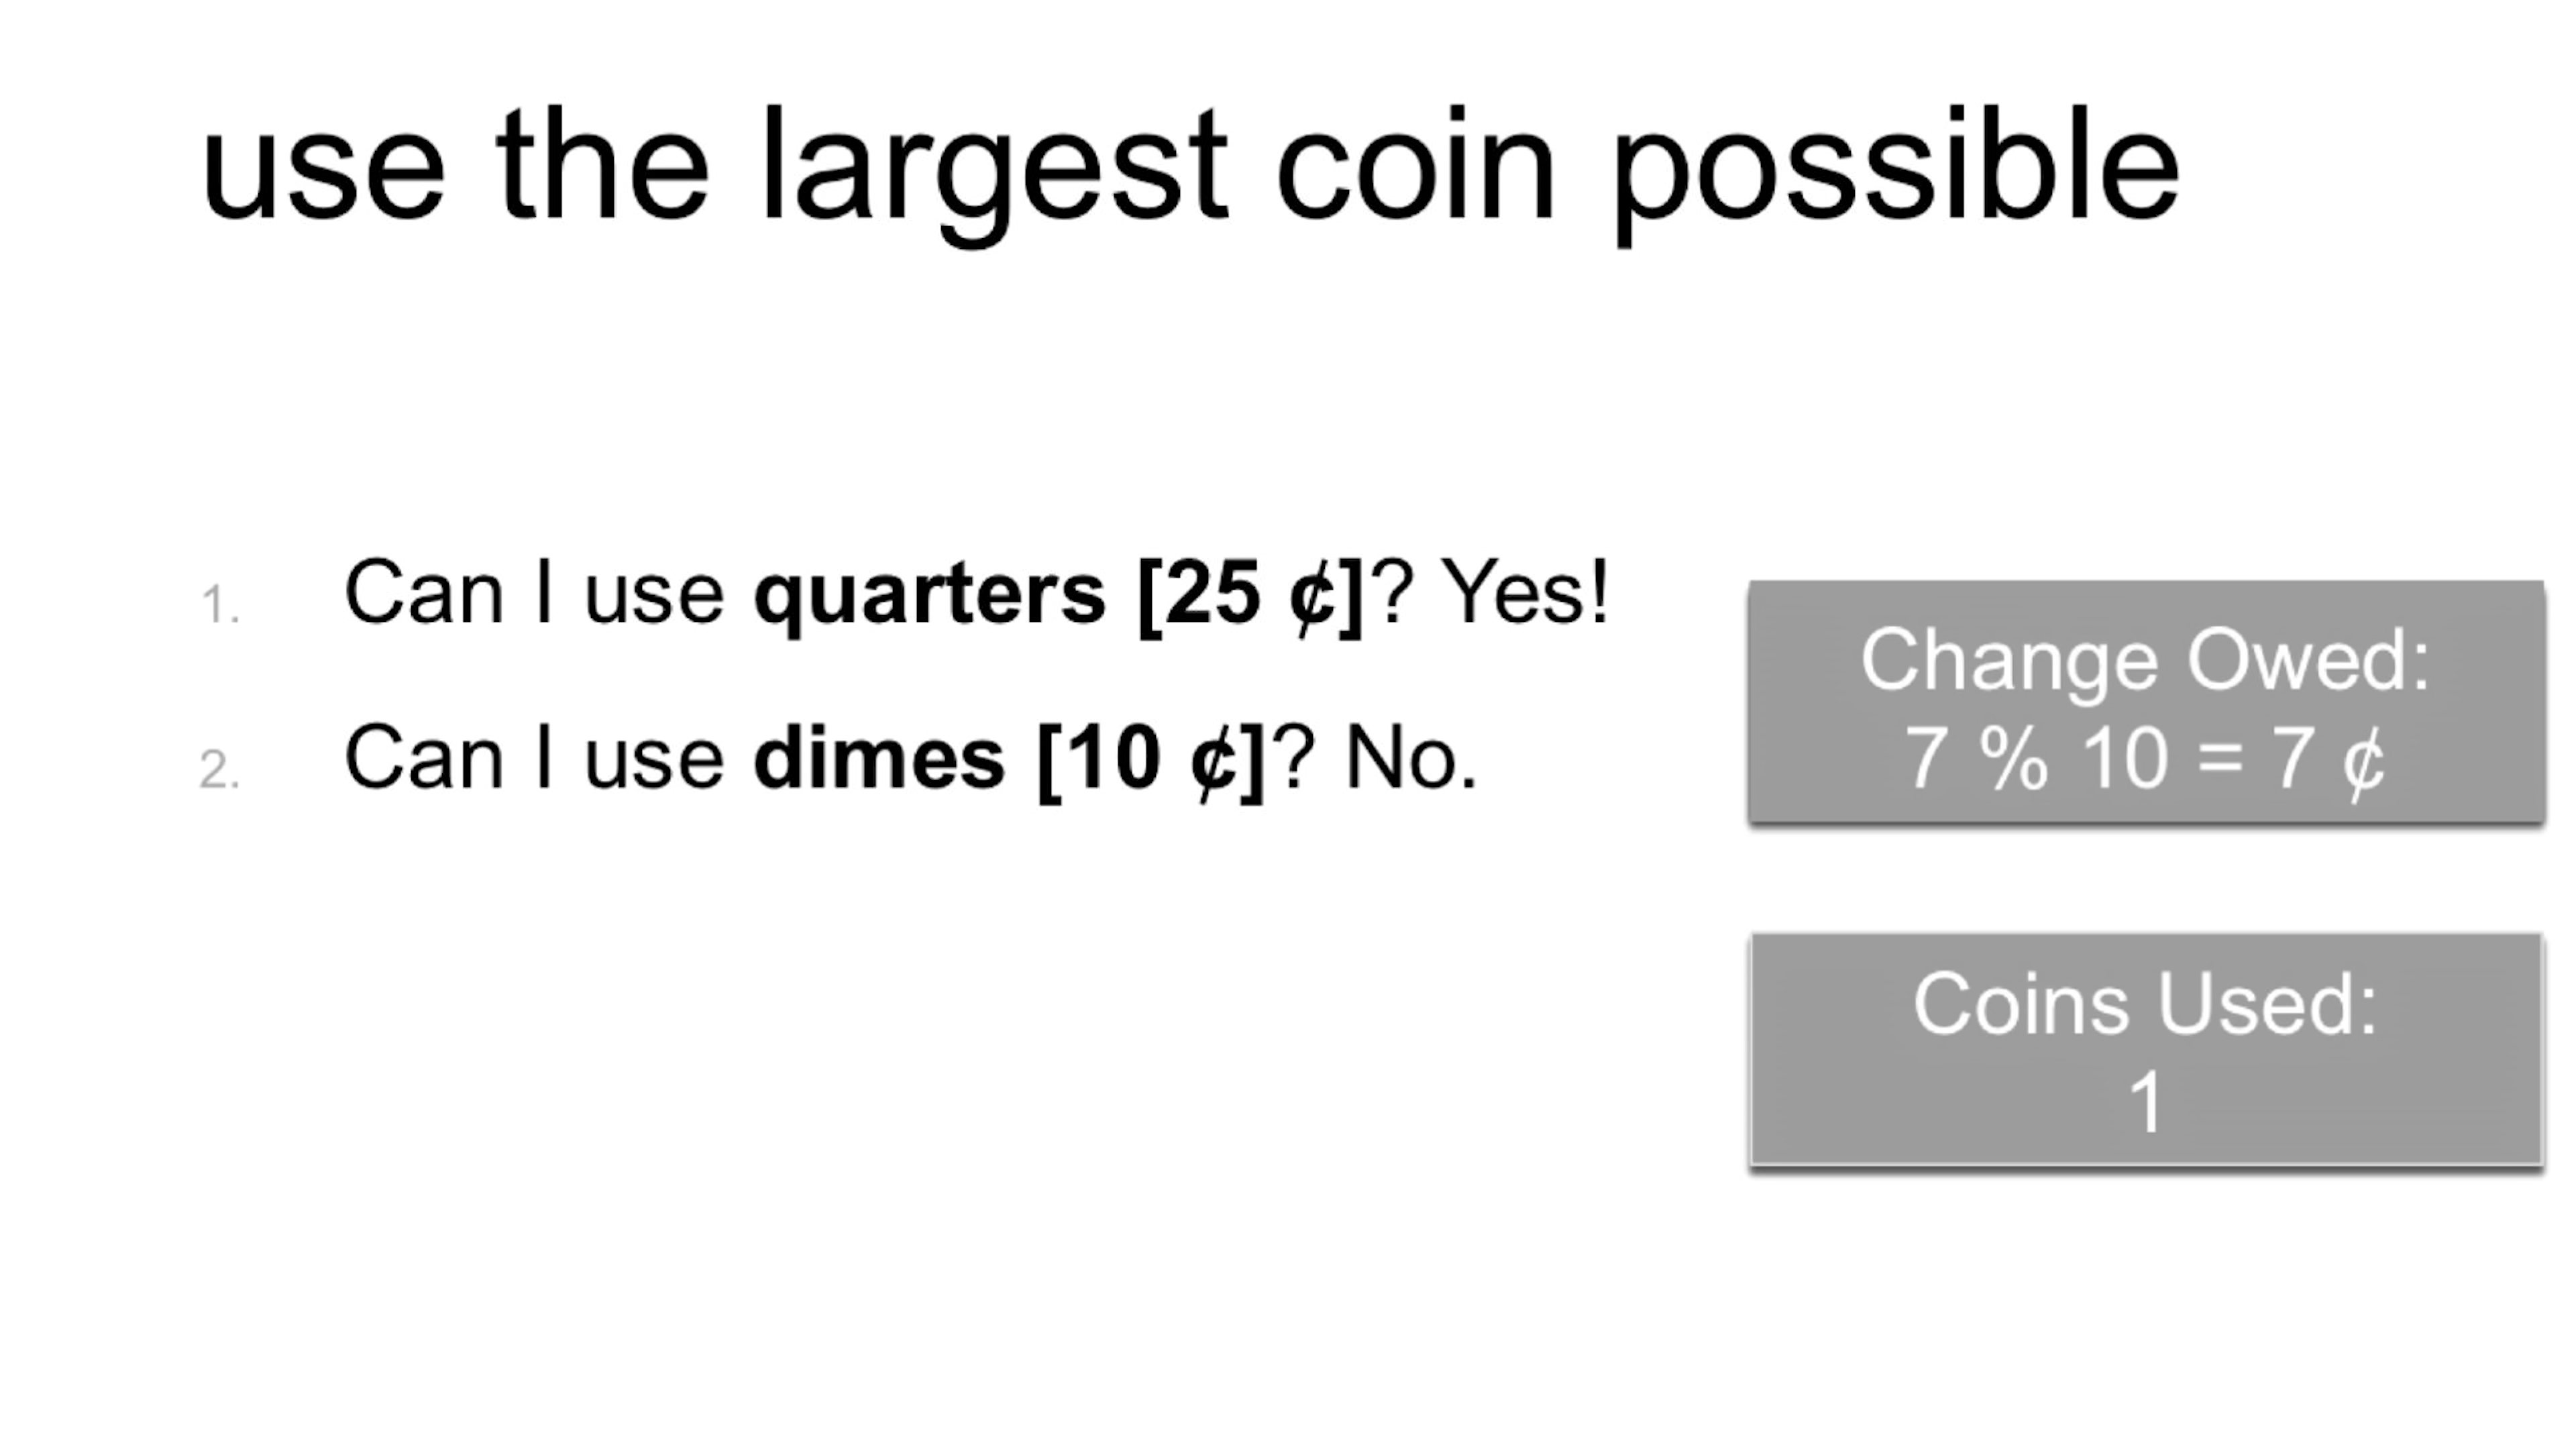 use the largest coin possible
1. Can I use quarters [25 ¢]? Yes!
2. Can I use dimes [10 ¢]? No.
Change Owed:
7 % 10 = 7 ¢
Coins Used:
1